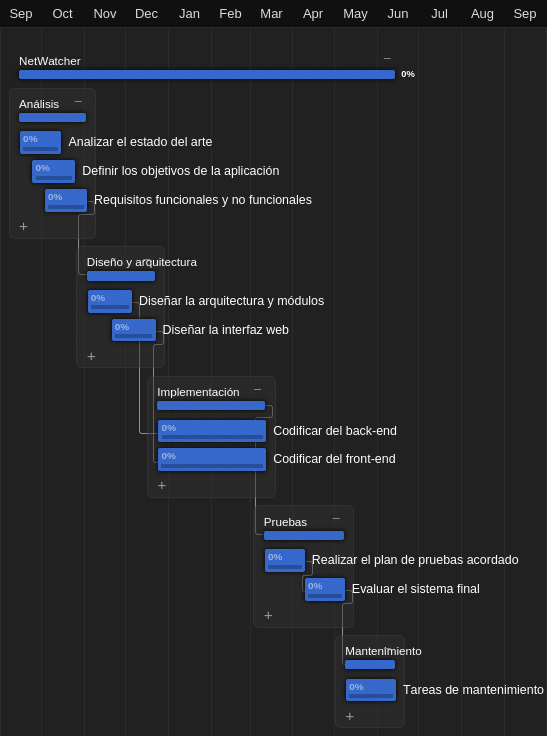 Sep Oct Nov Dec Jan Feb Mar Apr May Jun Jul Aug Sep
NetWatcher −
0%
Análisis −
0% Analizar el estado del arte
0% Definir los objetivos de la aplicación
0% Requisitos funcionales y no funcionales
+
Diseño y arquitectura
0% Diseñar la arquitectura y módulos
0% Diseñar la interfaz web
+
Implementación −
0% Codificar del back-end
0% Codificar del front-end
+
Pruebas −
0% Realizar el plan de pruebas acordado
0% Evaluar el sistema final
+
Mantenimiento
0% Tareas de mantenimiento
+